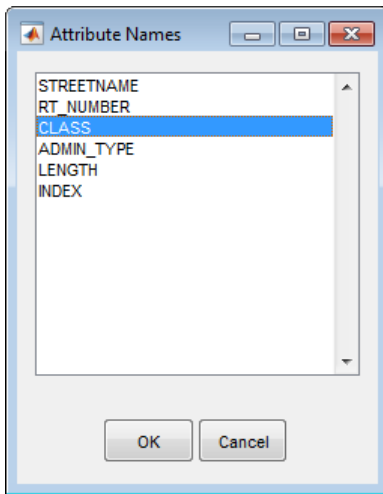 Attribute Names
STREETNAME
RT_NUMBER
CLASS
ADMIN_TYPE
LENGTH
INDEX
OK
Cancel